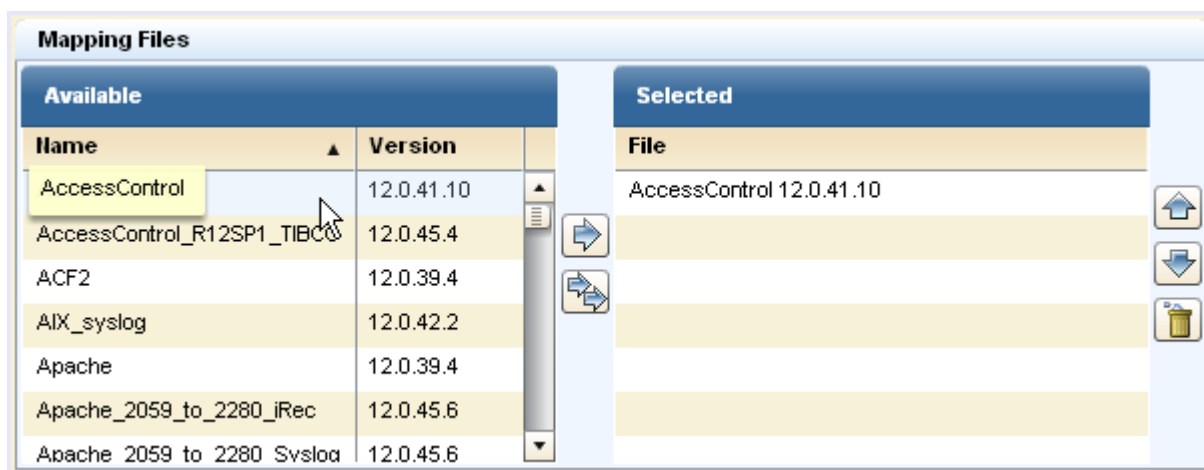 Mapping Files
Available
Selected
Name Version
File
AccessControl 12.0.41.10
AccessControl 12.0.41.10
AccessControl_R12SP1_TIBCO 12.0.45.4
ACF2 12.0.39.4
AIX_syslog 12.0.42.2
Apache 12.0.39.4
Apache_2059_to_2280_iRec 12.0.45.6
Apache_2059_to_2280_Syslog 12.0.45.6